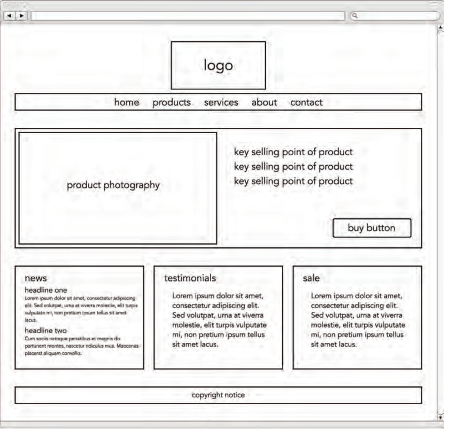 logo
home products services about contact
product photography
key selling point of product
key selling point of product
key selling point of product
buy button
news
headline one
Lorem ipsum dolor sit amet, consectetur adipiscing
elit. Sed volutpat, urna at viverra molestie, elit turpis
vulputate mi, non pretium ipsum tellus sit amet
lacus.
headline two
Cum sociis natoque penatibus et magnis dis
parturient montes, nascetur ridiculus mus. Maecenas
placerat aliquam convallis.
testimonials
Lorem ipsum dolor sit amet,
consectetur adipiscing elit.
Sed volutpat, urna at viverra
molestie, elit turpis vulputate
mi, non pretium ipsum tellus
sit amet lacus.
sale
Lorem ipsum dolor sit amet,
consectetur adipiscing elit.
Sed volutpat, urna at viverra
molestie, elit turpis vulputate
mi, non pretium ipsum tellus
sit amet lacus.
copyright notice